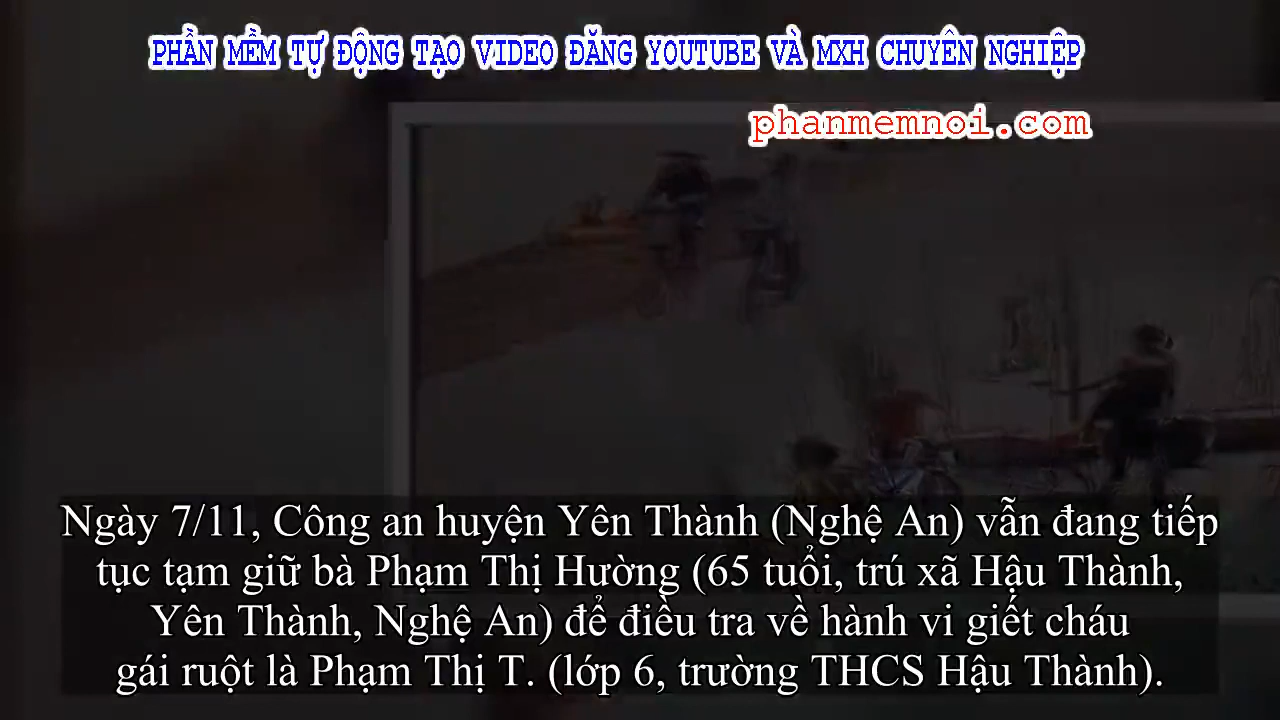 PHẦN MỀM TỰ ĐỘNG TẠO VIDEO ĐĂNG YOUTUBE VÀ MXH CHUYÊN NGHIỆP
phanmemnoi.com
Ngày 7/11, Công an huyện Yên Thành (Nghệ An) vẫn đang tiếp
tục tạm giữ bà Phạm Thị Hường (65 tuổi, trú xã Hậu Thành,
Yên Thành, Nghệ An) để điều tra về hành vi giết cháu
gái ruột là Phạm Thị T. (lớp 6, trường THCS Hậu Thành).